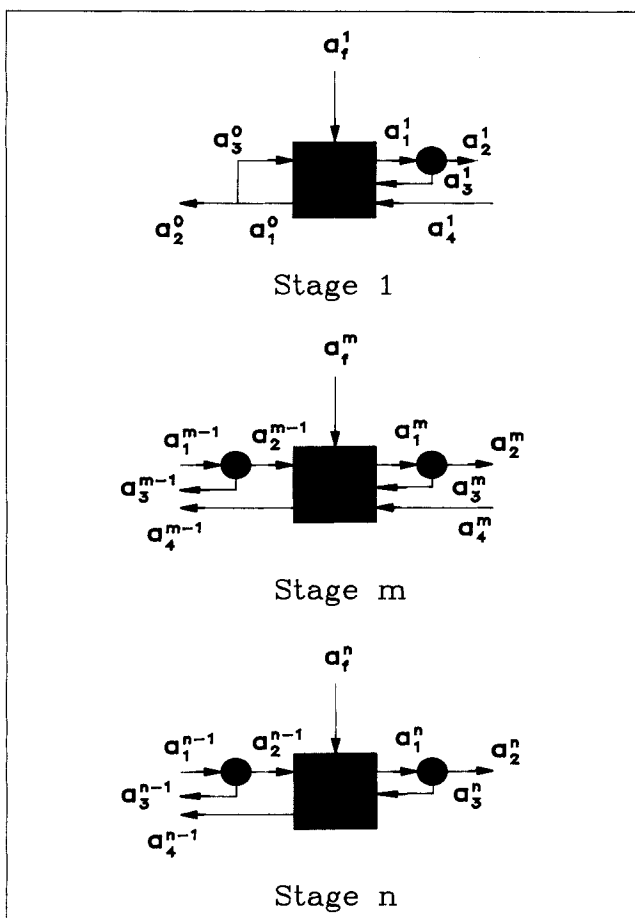 a_f^1
a_3^0 a_1^1 a_2^1
a_3^1
a_2^0 a_1^0 a_4^1
Stage 1
a_f^m
a_1^{m-1} a_2^{m-1} a_1^m a_2^m
a_3^{m-1} a_3^m
a_4^{m-1} a_4^m
Stage m
a_f^n
a_1^{n-1} a_2^{n-1} a_1^n a_2^n
a_3^{n-1} a_3^n
a_4^{n-1}
Stage n